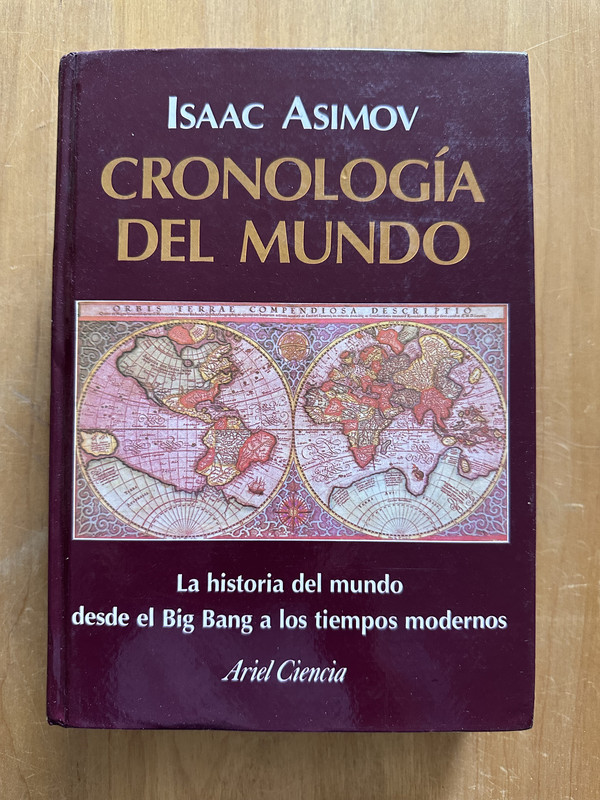 ISAAC ASIMOV
CRONOLOGÍA
DEL MUNDO
ORBIS TERRAE COMPENDIOSA DESCRIPTIO
La historia del mundo
desde el Big Bang a los tiempos modernos
Ariel Ciencia